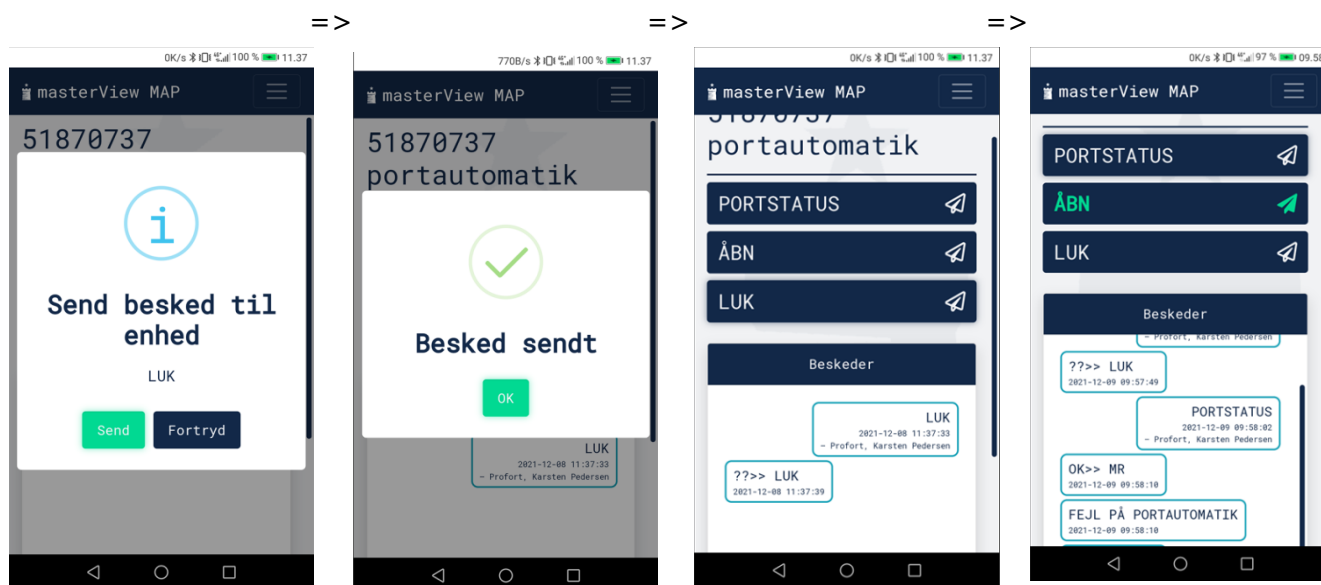 => => =>
0K/s 100 % 11.37
masterView MAP
51870737
i
Send besked til
enhed
LUK
Send Fortryd
770B/s 100 % 11.37
masterView MAP
51870737
portautomatik
Besked sendt
OK
LUK
2021-12-08 11:37:33
– Profort, Karsten Pedersen
0K/s 100 % 11.37
masterView MAP
51870737
portautomatik
PORTSTATUS
ÅBN
LUK
Beskeder
LUK
2021-12-08 11:37:33
– Profort, Karsten Pedersen
??>> LUK
2021-12-08 11:37:39
0K/s 97 % 09.58
masterView MAP
PORTSTATUS
ÅBN
LUK
Beskeder
– Profort, Karsten Pedersen
??>> LUK
2021-12-09 09:57:49
PORTSTATUS
2021-12-09 09:58:02
– Profort, Karsten Pedersen
OK>> MR
2021-12-09 09:58:10
FEJL PÅ PORTAUTOMATIK
2021-12-09 09:58:10